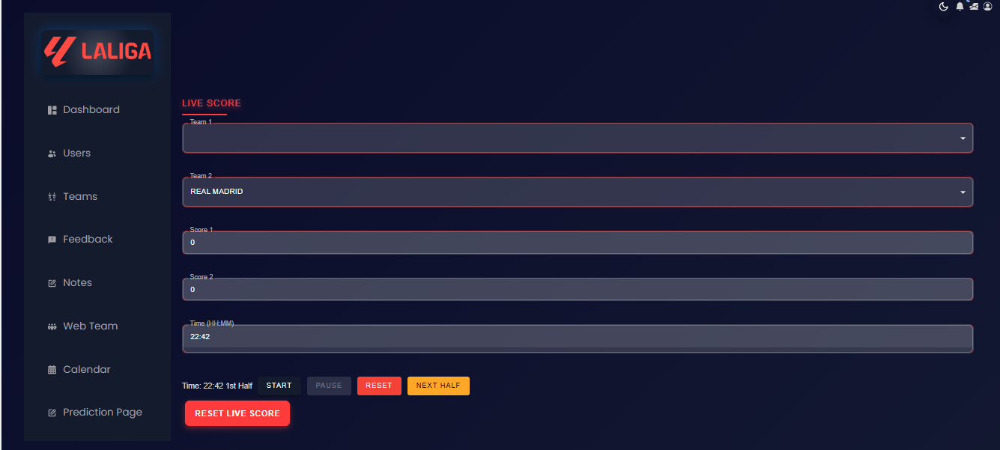 LALIGA
Dashboard
Users
Teams
Feedback
Notes
Web Team
Calendar
Prediction Page
LIVE SCORE
Team 1
Team 2
REAL MADRID
Score 1
0
Score 2
0
Time (HH:MM)
22:42
Time: 22:42 1st Half START PAUSE RESET NEXT HALF
RESET LIVE SCORE